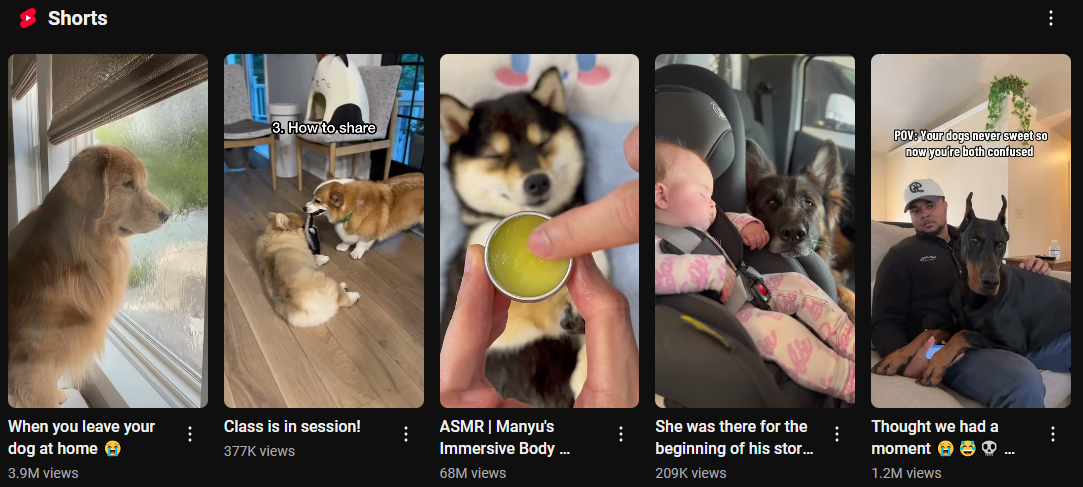 Shorts
3. How to share
POV: Your dogs never sweet so
now you're both confused
When you leave your
dog at home 😭
3.9M views
Class is in session!
377K views
ASMR | Manyu's
Immersive Body ...
68M views
She was there for the
beginning of his stor...
209K views
Thought we had a
moment 😭 😂 💀 ...
1.2M views